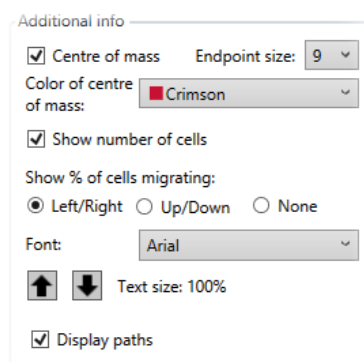 Additional info
Centre of mass Endpoint size: 9
Color of centre
of mass: Crimson
Show number of cells
Show % of cells migrating:
Left/Right Up/Down None
Font: Arial
Text size: 100%
Display paths